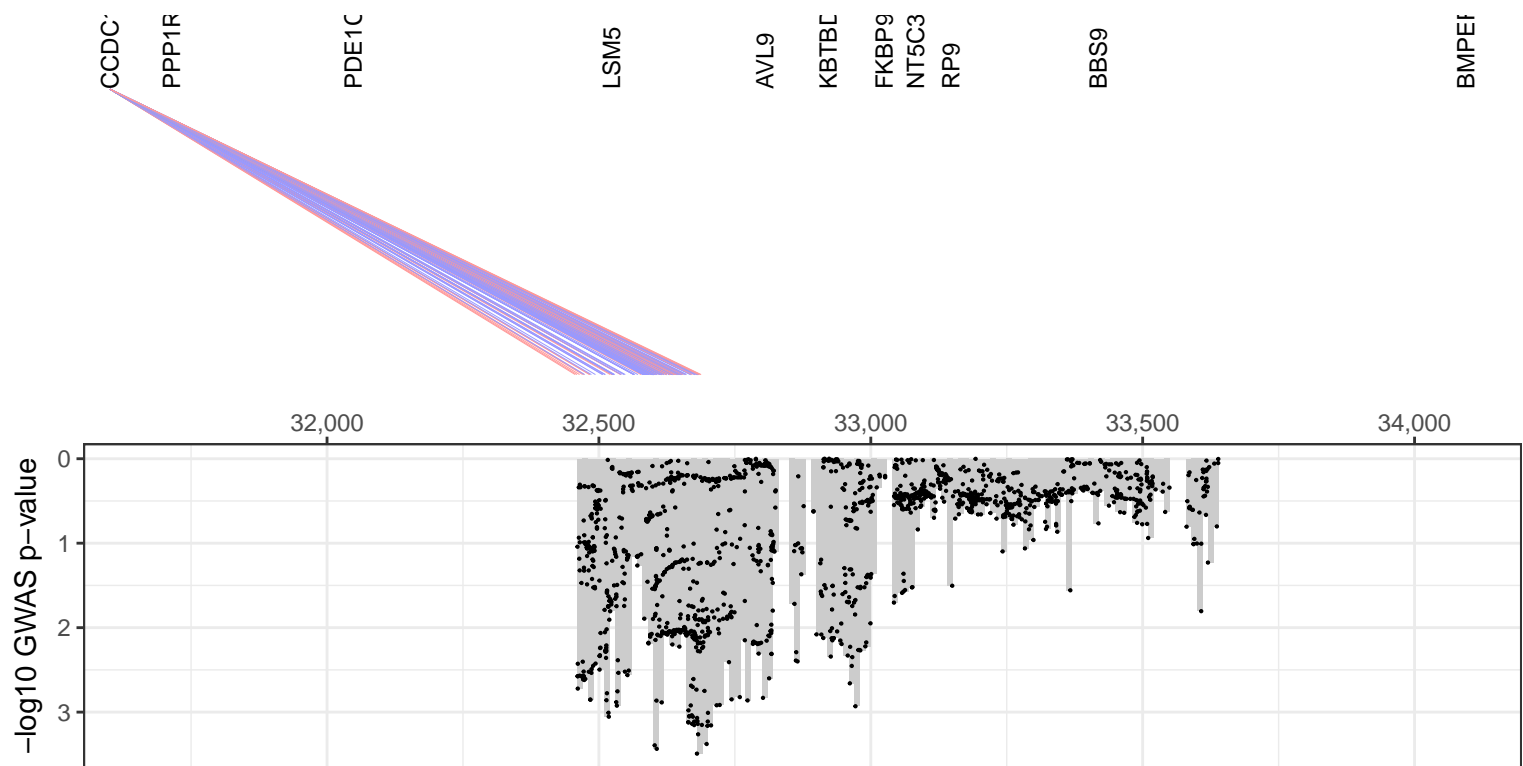 CCDC
PPP1R
PDE1C
LSM5
AVL9
KBTBD
FKBP9
NT5C3
RP9
BBS9
BMPER
32,000 32,500 33,000 33,500 34,000
0
1
2
3
−log10 GWAS p−value